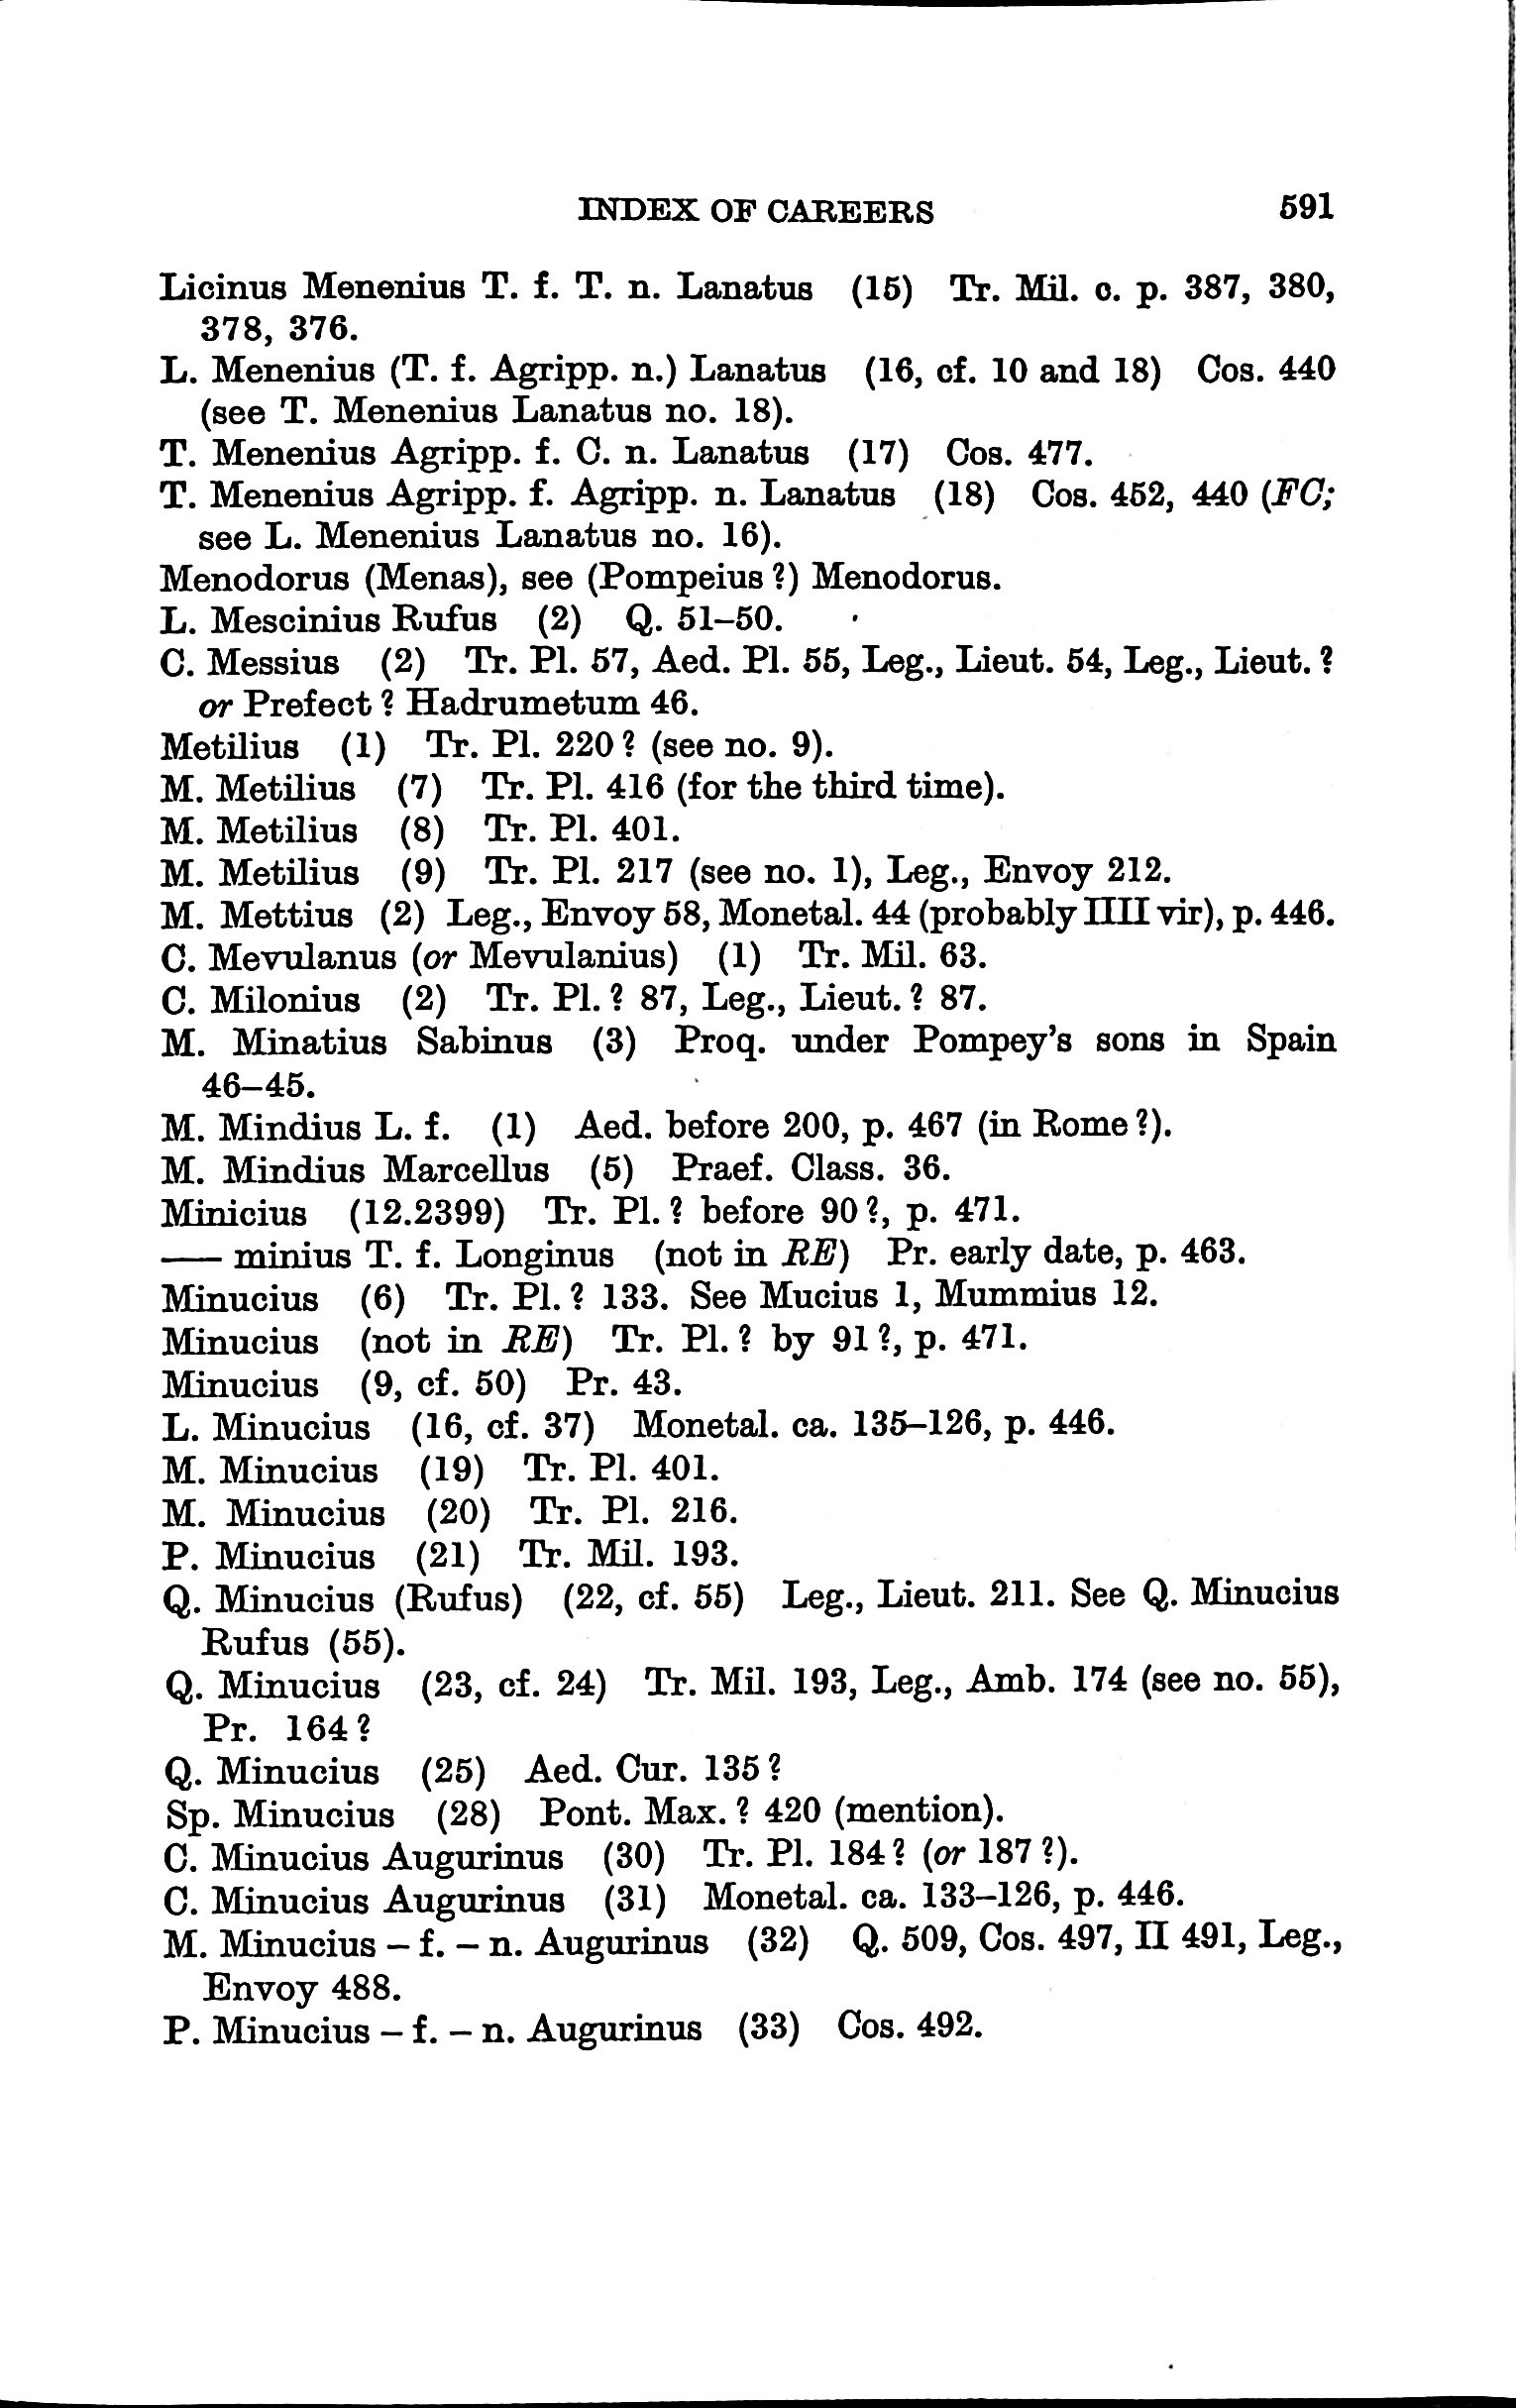 INDEX OF CAREERS 591
Licinus Menenius T. f. T. n. Lanatus (15) Tr. Mil. c. p. 387, 380,
378, 376.
L. Menenius (T. f. Agripp. n.) Lanatus (16, cf. 10 and 18) Cos. 440
(see T. Menenius Lanatus no. 18).
T. Menenius Agripp. f. C. n. Lanatus (17) Cos. 477.
T. Menenius Agripp. f. Agripp. n. Lanatus (18) Cos. 452, 440 (FC;
see L. Menenius Lanatus no. 16).
Menodorus (Menas), see (Pompeius ?) Menodorus.
L. Mescinius Rufus (2) Q. 51–50.
C. Messius (2) Tr. Pl. 57, Aed. Pl. 55, Leg., Lieut. 54, Leg., Lieut. ?
or Prefect ? Hadrumetum 46.
Metilius (1) Tr. Pl. 220 ? (see no. 9).
M. Metilius (7) Tr. Pl. 416 (for the third time).
M. Metilius (8) Tr. Pl. 401.
M. Metilius (9) Tr. Pl. 217 (see no. 1), Leg., Envoy 212.
M. Mettius (2) Leg., Envoy 58, Monetal. 44 (probably IIII vir), p. 446.
C. Mevulanus (or Mevulanius) (1) Tr. Mil. 63.
C. Milonius (2) Tr. Pl. ? 87, Leg., Lieut. ? 87.
M. Minatius Sabinus (3) Proq. under Pompey's sons in Spain
46–45.
M. Mindius L. f. (1) Aed. before 200, p. 467 (in Rome ?).
M. Mindius Marcellus (5) Praef. Class. 36.
Minicius (12.2399) Tr. Pl. ? before 90 ?, p. 471.
—— minius T. f. Longinus (not in RE) Pr. early date, p. 463.
Minucius (6) Tr. Pl. ? 133. See Mucius 1, Mummius 12.
Minucius (not in RE) Tr. Pl. ? by 91 ?, p. 471.
Minucius (9, cf. 50) Pr. 43.
L. Minucius (16, cf. 37) Monetal. ca. 135–126, p. 446.
M. Minucius (19) Tr. Pl. 401.
M. Minucius (20) Tr. Pl. 216.
P. Minucius (21) Tr. Mil. 193.
Q. Minucius (Rufus) (22, cf. 55) Leg., Lieut. 211. See Q. Minucius
Rufus (55).
Q. Minucius (23, cf. 24) Tr. Mil. 193, Leg., Amb. 174 (see no. 55),
Pr. 164 ?
Q. Minucius (25) Aed. Cur. 135 ?
Sp. Minucius (28) Pont. Max. ? 420 (mention).
C. Minucius Augurinus (30) Tr. Pl. 184 ? (or 187 ?).
C. Minucius Augurinus (31) Monetal. ca. 133–126, p. 446.
M. Minucius – f. – n. Augurinus (32) Q. 509, Cos. 497, II 491, Leg.,
Envoy 488.
P. Minucius – f. – n. Augurinus (33) Cos. 492.